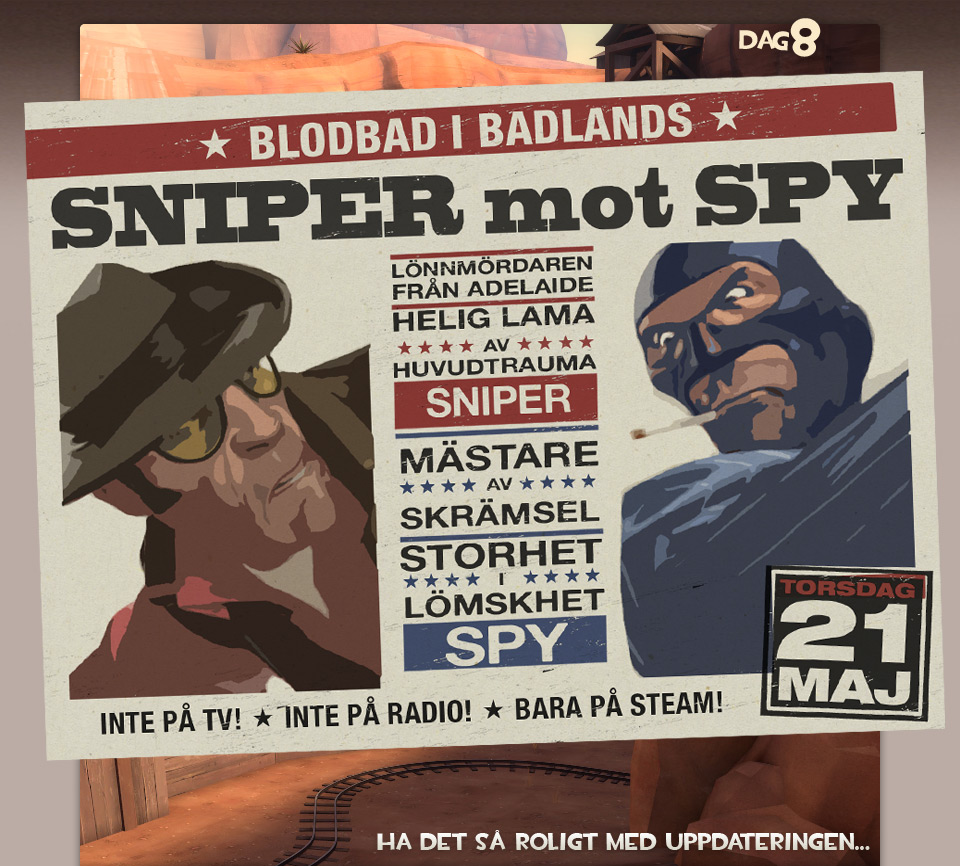 DAG 8
★ BLODBAD I BADLANDS ★
SNIPER mot SPY
LÖNNMÖRDAREN
FRÅN ADELAIDE
HELIG LAMA
★★★★ AV ★★★★
HUVUDTRAUMA
SNIPER
MÄSTARE
★★★★ AV ★★★★
SKRÄMSEL
STORHET
★★★★ I ★★★★
LÖMSKHET
SPY
TORSDAG
21
MAJ
INTE PÅ TV! ★ INTE PÅ RADIO! ★ BARA PÅ STEAM!
HA DET SÅ ROLIGT MED UPPDATERINGEN...